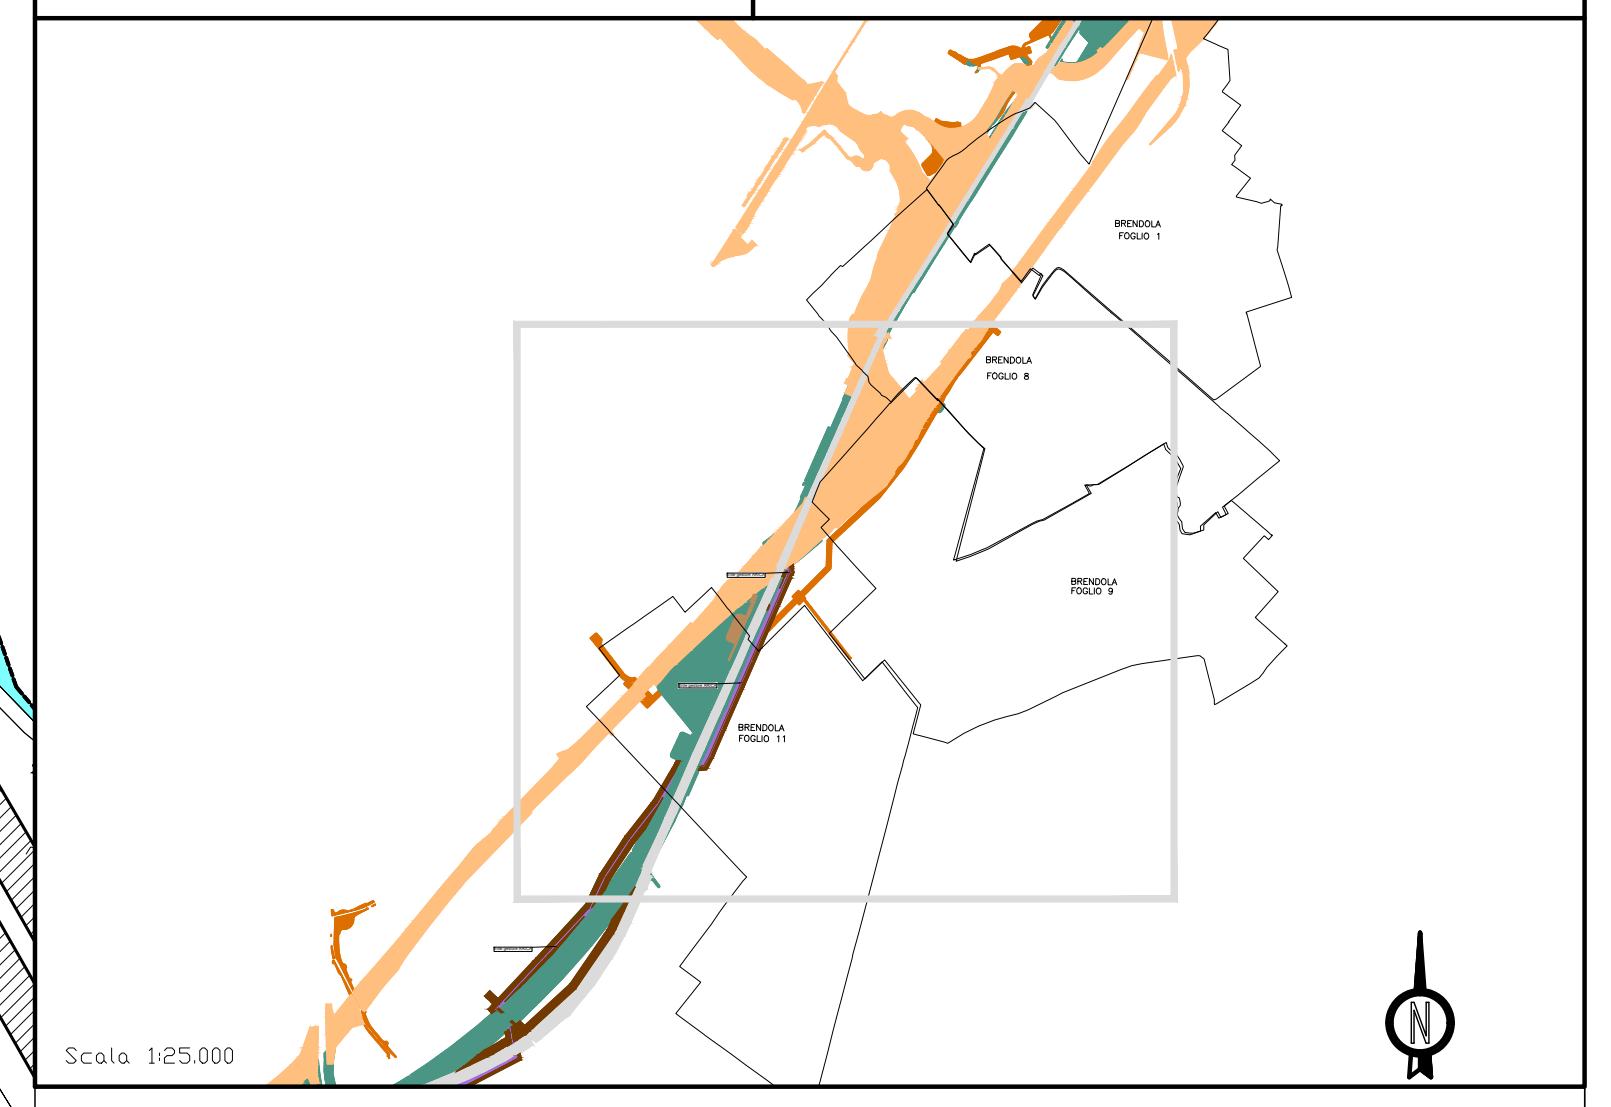 BRENDOLA
FOGLIO 1
BRENDOLA
FOGLIO 8
BRENDOLA
FOGLIO 9
BRENDOLA
FOGLIO 11
Scala 1:25.000
N